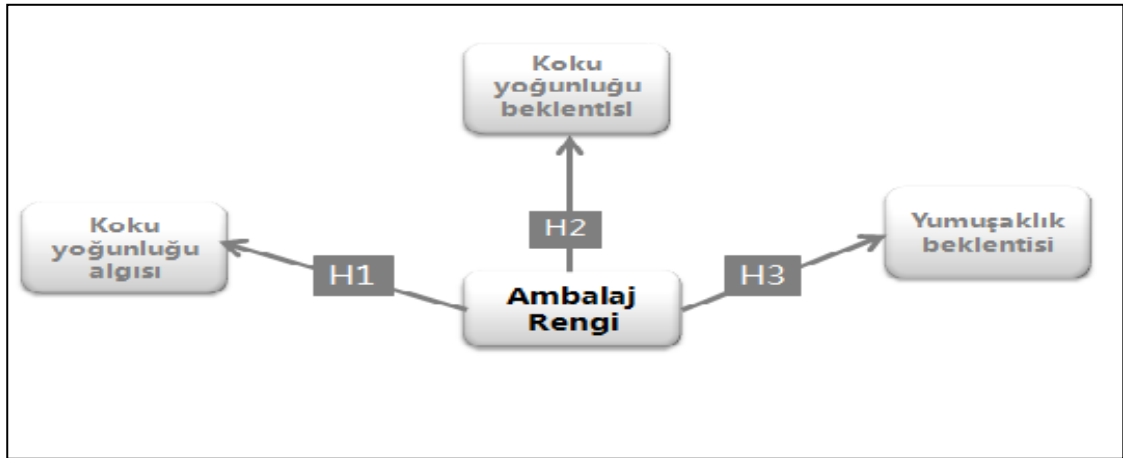 Koku
yoğunluğu
beklentisi
Koku
yoğunluğu
algısı
H1
H2
H3
Yumuşaklık
beklentisi
Ambalaj
Rengi